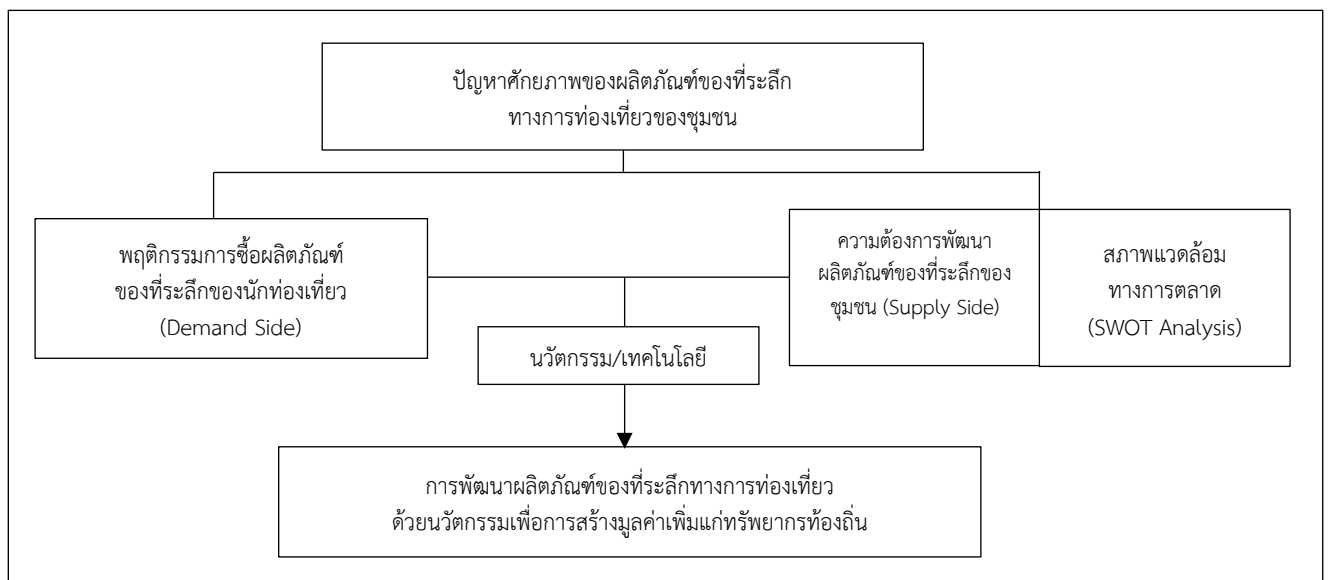 ปัญหาศักยภาพของผลิตภัณฑ์ของที่ระลึก
ทางการท่องเที่ยวของชุมชน
พฤติกรรมการซื้อผลิตภัณฑ์
ของที่ระลึกของนักท่องเที่ยว
(Demand Side)
ความต้องการพัฒนา
ผลิตภัณฑ์ของที่ระลึกของ
ชุมชน (Supply Side)
สภาพแวดล้อม
ทางการตลาด
(SWOT Analysis)
นวัตกรรม/เทคโนโลยี
การพัฒนาผลิตภัณฑ์ของที่ระลึกทางการท่องเที่ยว
ด้วยนวัตกรรมเพื่อการสร้างมูลค่าเพิ่มแก่ทรัพยากรท้องถิ่น